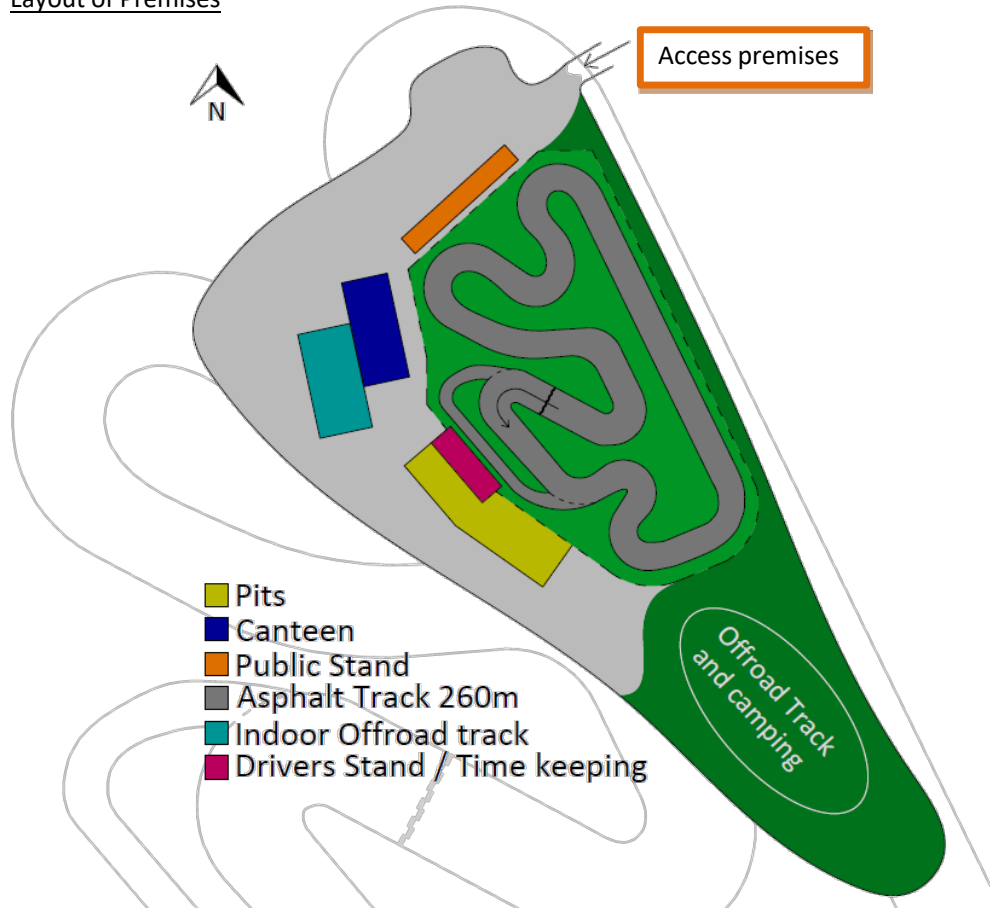 Layout of Premises
Access premises
N
Pits
Canteen
Public Stand
Asphalt Track 260m
Indoor Offroad track
Drivers Stand / Time keeping
Offroad Track
and camping